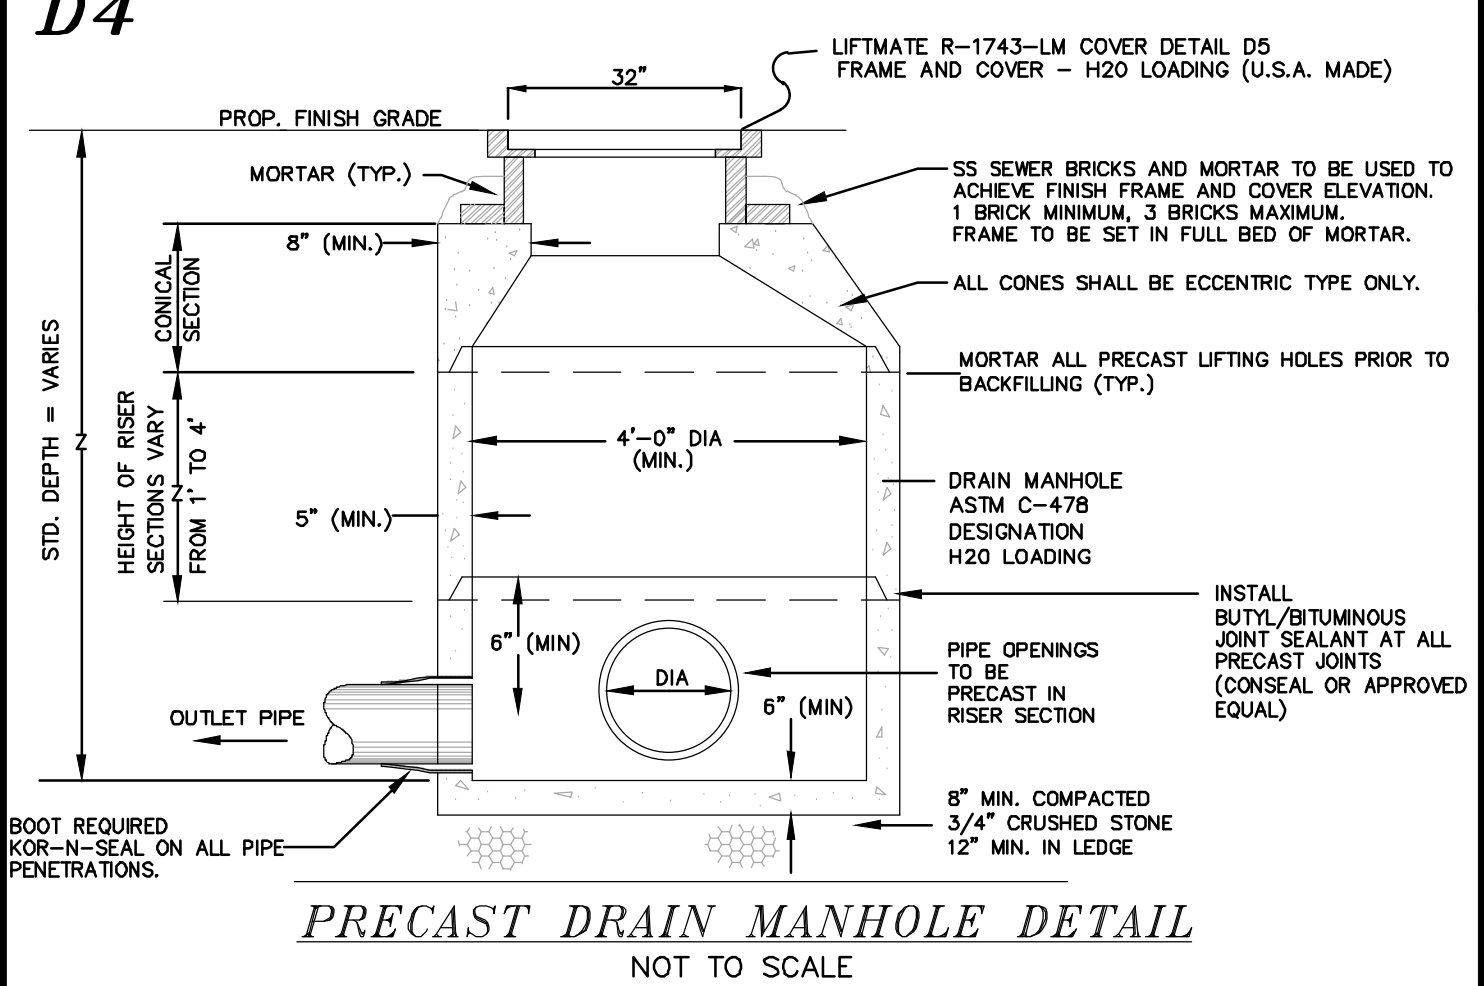 D4
LIFTMATE R-1743-LM COVER DETAIL D5
FRAME AND COVER - H20 LOADING (U.S.A. MADE)
32"
PROP. FINISH GRADE
MORTAR (TYP.)
SS SEWER BRICKS AND MORTAR TO BE USED TO
ACHIEVE FINISH FRAME AND COVER ELEVATION.
1 BRICK MINIMUM, 3 BRICKS MAXIMUM.
FRAME TO BE SET IN FULL BED OF MORTAR.
8" (MIN.)
CONICAL
SECTION
ALL CONES SHALL BE ECCENTRIC TYPE ONLY.
STD. DEPTH = VARIES
Z
MORTAR ALL PRECAST LIFTING HOLES PRIOR TO
BACKFILLING (TYP.)
HEIGHT OF RISER
SECTIONS VARY
FROM 1' TO 4'
Z
4'-0" DIA
(MIN.)
5" (MIN.)
DRAIN MANHOLE
ASTM C-478
DESIGNATION
H20 LOADING
INSTALL
BUTYL/BITUMINOUS
JOINT SEALANT AT ALL
PRECAST JOINTS
(CONSEAL OR APPROVED
EQUAL)
6" (MIN)
PIPE OPENINGS
TO BE
PRECAST IN
RISER SECTION
DIA
6" (MIN)
OUTLET PIPE
8" MIN. COMPACTED
3/4" CRUSHED STONE
12" MIN. IN LEDGE
BOOT REQUIRED
KOR-N-SEAL ON ALL PIPE
PENETRATIONS.
PRECAST DRAIN MANHOLE DETAIL
NOT TO SCALE